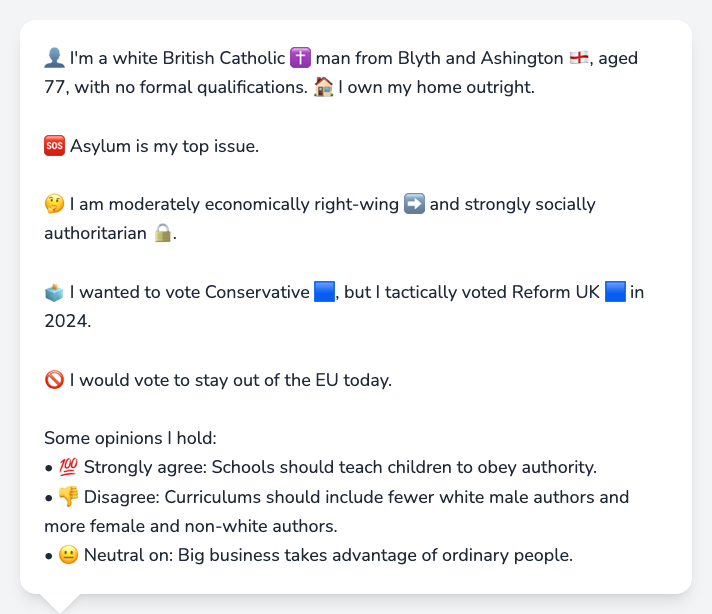 👤 I'm a white British Catholic ✝️ man from Blyth and Ashington 🏴󠁧󠁢󠁥󠁮󠁧󠁿, aged
77, with no formal qualifications. 🏠 I own my home outright.
🆘 Asylum is my top issue.
🤔 I am moderately economically right-wing ➡️ and strongly socially
authoritarian 🔒.
🗳️ I wanted to vote Conservative 🟦, but I tactically voted Reform UK 🟦 in
2024.
🚫 I would vote to stay out of the EU today.
Some opinions I hold:
• 💯 Strongly agree: Schools should teach children to obey authority.
• 👎 Disagree: Curriculums should include fewer white male authors and
more female and non-white authors.
• 😐 Neutral on: Big business takes advantage of ordinary people.